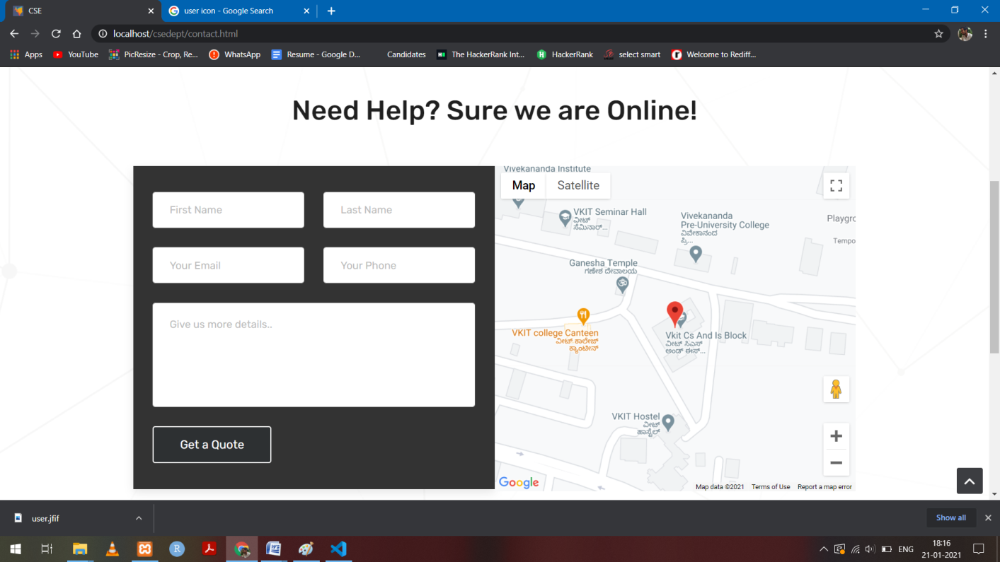 CSE
user icon - Google Search
localhost/csedept/contact.html
Apps
YouTube
PicResize - Crop, Re...
WhatsApp
Resume - Google D...
Candidates
The HackerRank Int...
HackerRank
select smart
Welcome to Rediff...
Need Help? Sure we are Online!
First Name
Last Name
Your Email
Your Phone
Give us more details..
Get a Quote
Vivekananda Institute
Map
Satellite
VKIT Seminar Hall
ವೀಟ್
ಸೆಮಿನಾರ್...
Vivekananda
Pre-University College
ವಿವೇಕಾನಂದ
ಪ್ರಿ...
Playgro
Tempo
Ganesha Temple
ಗಣೇಶ ದೇವಾಲಯ
VKIT college Canteen
ವೀಟ್ ಕಾಲೇಜ್
ಕ್ಯಾಂಟೀನ್
Vkit Cs And Is Block
ವೀಟ್ ಸಿಎಸ್
ಅಂಡ್ ಈಸ್...
VKIT Hostel
ವೀಟ್
ಹಾಸ್ಟೆಲ್
Google
Map data ©2021
Terms of Use
Report a map error
user.jfif
Show all
ENG
18:16
21-01-2021